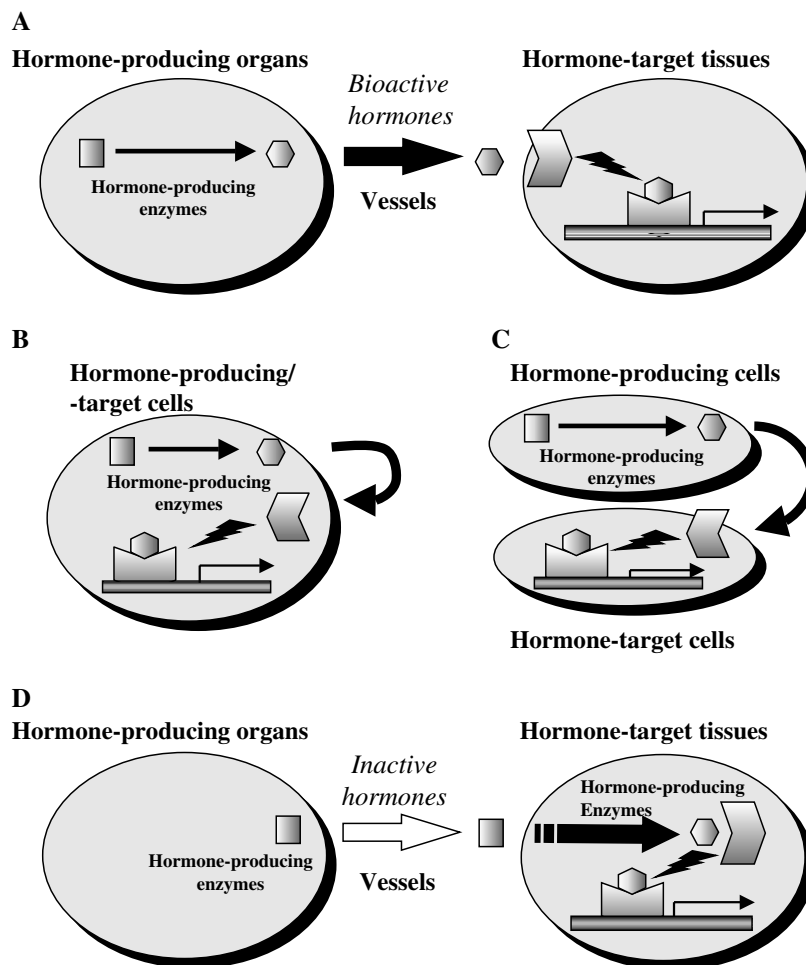 A
Hormone-producing organs
Hormone-target tissues
Bioactive
hormones
Hormone-producing
enzymes
Vessels
B
Hormone-producing/
-target cells
Hormone-producing
enzymes
C
Hormone-producing cells
Hormone-producing
enzymes
Hormone-target cells
D
Hormone-producing organs
Hormone-target tissues
Inactive
hormones
Hormone-producing
enzymes
Vessels
Hormone-producing
Enzymes